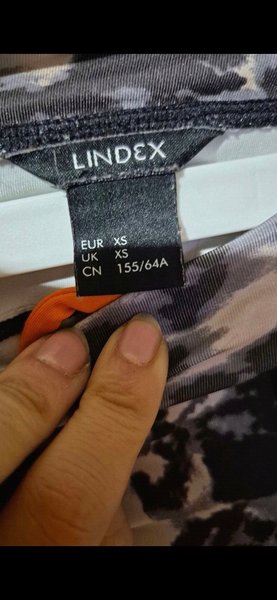 LINDEX
EUR XS
UK XS
CN 155/64A